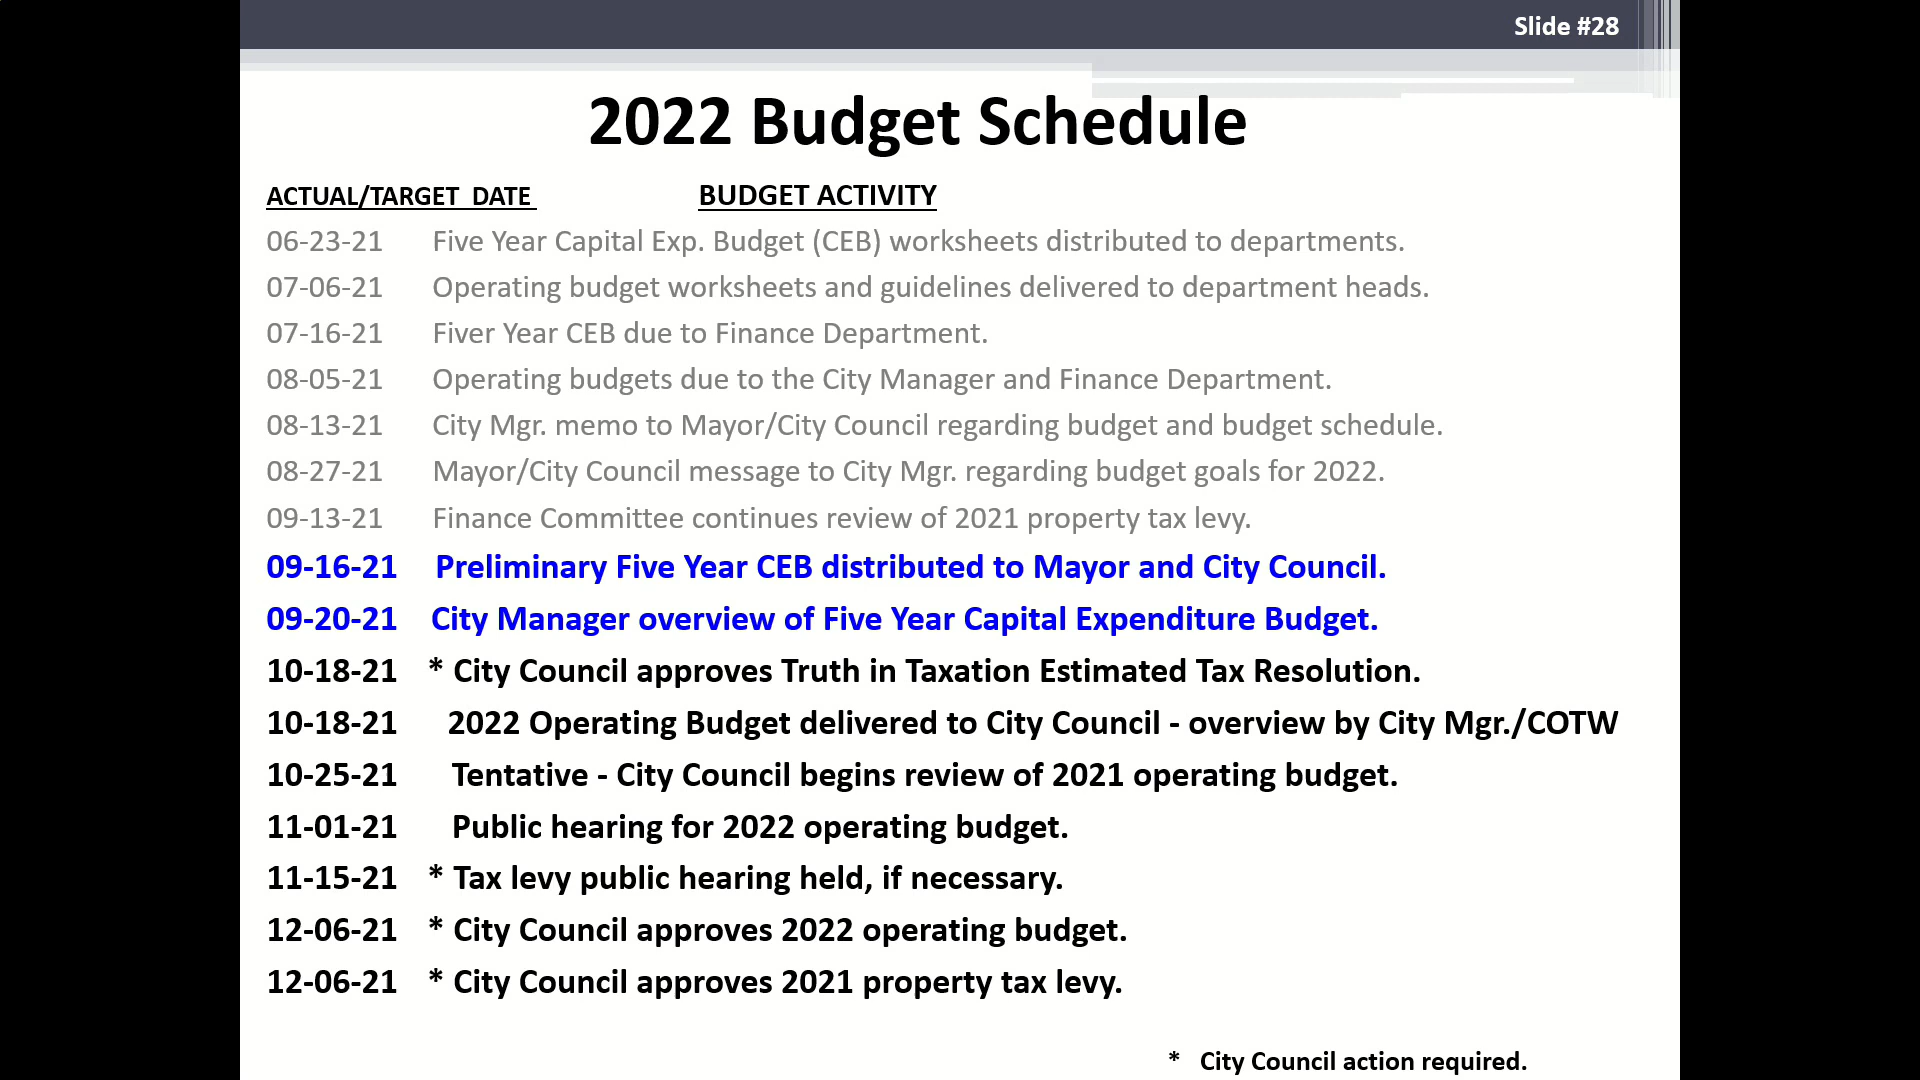 Slide #28
2022 Budget Schedule
ACTUAL/TARGET DATE BUDGET ACTIVITY
06-23-21 Five Year Capital Exp. Budget (CEB) worksheets distributed to departments.
07-06-21 Operating budget worksheets and guidelines delivered to department heads.
07-16-21 Fiver Year CEB due to Finance Department.
08-05-21 Operating budgets due to the City Manager and Finance Department.
08-13-21 City Mgr. memo to Mayor/City Council regarding budget and budget schedule.
08-27-21 Mayor/City Council message to City Mgr. regarding budget goals for 2022.
09-13-21 Finance Committee continues review of 2021 property tax levy.
09-16-21 Preliminary Five Year CEB distributed to Mayor and City Council.
09-20-21 City Manager overview of Five Year Capital Expenditure Budget.
10-18-21 * City Council approves Truth in Taxation Estimated Tax Resolution.
10-18-21 2022 Operating Budget delivered to City Council - overview by City Mgr./COTW
10-25-21 Tentative - City Council begins review of 2021 operating budget.
11-01-21 Public hearing for 2022 operating budget.
11-15-21 * Tax levy public hearing held, if necessary.
12-06-21 * City Council approves 2022 operating budget.
12-06-21 * City Council approves 2021 property tax levy.
* City Council action required.